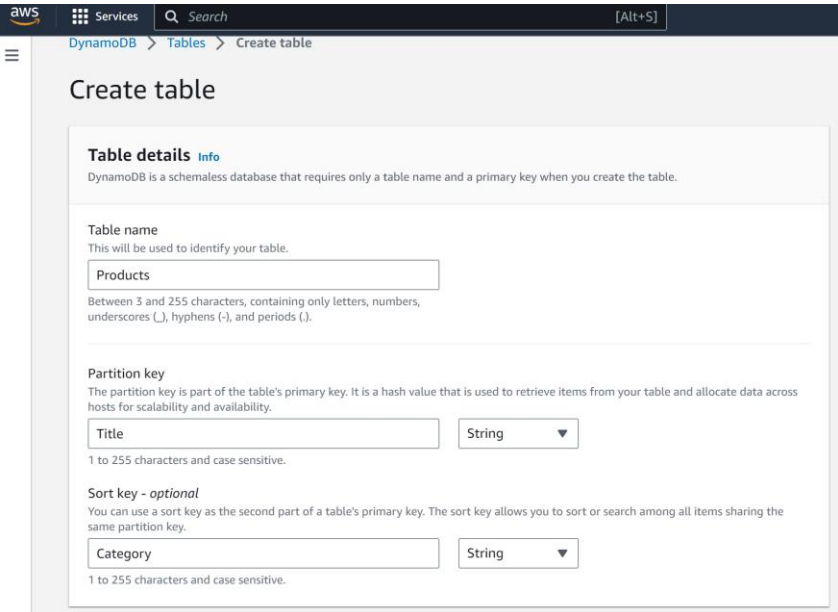 aws Services Search [Alt+S]
DynamoDB > Tables > Create table
Create table
Table details Info
DynamoDB is a schemaless database that requires only a table name and a primary key when you create the table.
Table name
This will be used to identify your table.
Products
Between 3 and 255 characters, containing only letters, numbers,
underscores (_), hyphens (-), and periods (.).
Partition key
The partition key is part of the table's primary key. It is a hash value that is used to retrieve items from your table and allocate data across
hosts for scalability and availability.
Title String
1 to 255 characters and case sensitive.
Sort key - optional
You can use a sort key as the second part of a table's primary key. The sort key allows you to sort or search among all items sharing the
same partition key.
Category String
1 to 255 characters and case sensitive.